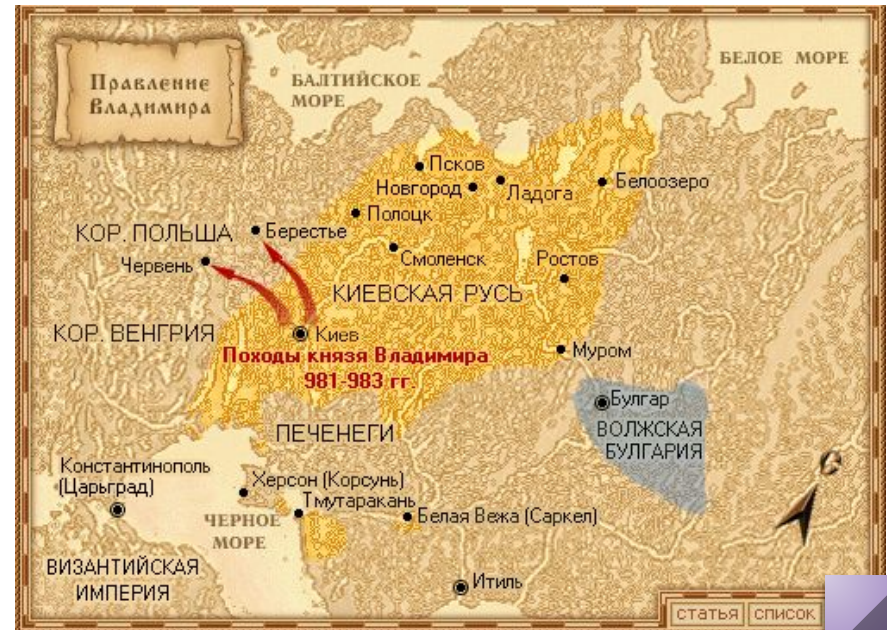 Правление
Владимира
БАЛТИЙСКОЕ
МОРЕ
БЕЛОЕ МОРЕ
Псков
Новгород
Ладога
Белоозеро
Полоцк
КОР. ПОЛЬША
Берестье
Смоленск
Ростов
Червень
КИЕВСКАЯ РУСЬ
КОР. ВЕНГРИЯ
Киев
Муром
Походы князя Владимира
981-983 гг.
Булгар
ПЕЧЕНЕГИ
ВОЛЖСКАЯ
БУЛГАРИЯ
Константинополь
(Царьград)
Херсон (Корсунь)
Тмутаракань
Белая Вежа (Саркел)
ЧЕРНОЕ
МОРЕ
ВИЗАНТИЙСКАЯ
ИМПЕРИЯ
Итиль
С
статья
список